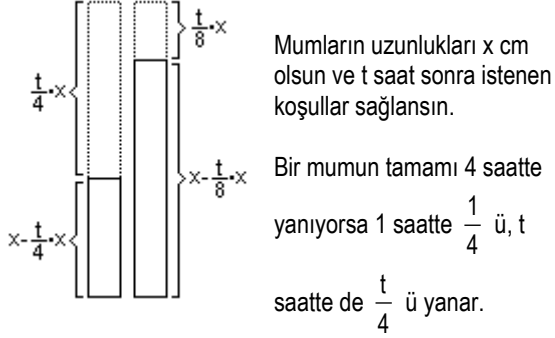 t/8·x
t/4·x
x-t/8·x
x-t/4·x
Mumların uzunlukları x cm
olsun ve t saat sonra istenen
koşullar sağlansın.
Bir mumun tamamı 4 saatte
yanıyorsa 1 saatte 1/4 ü, t
saatte de t/4 ü yanar.